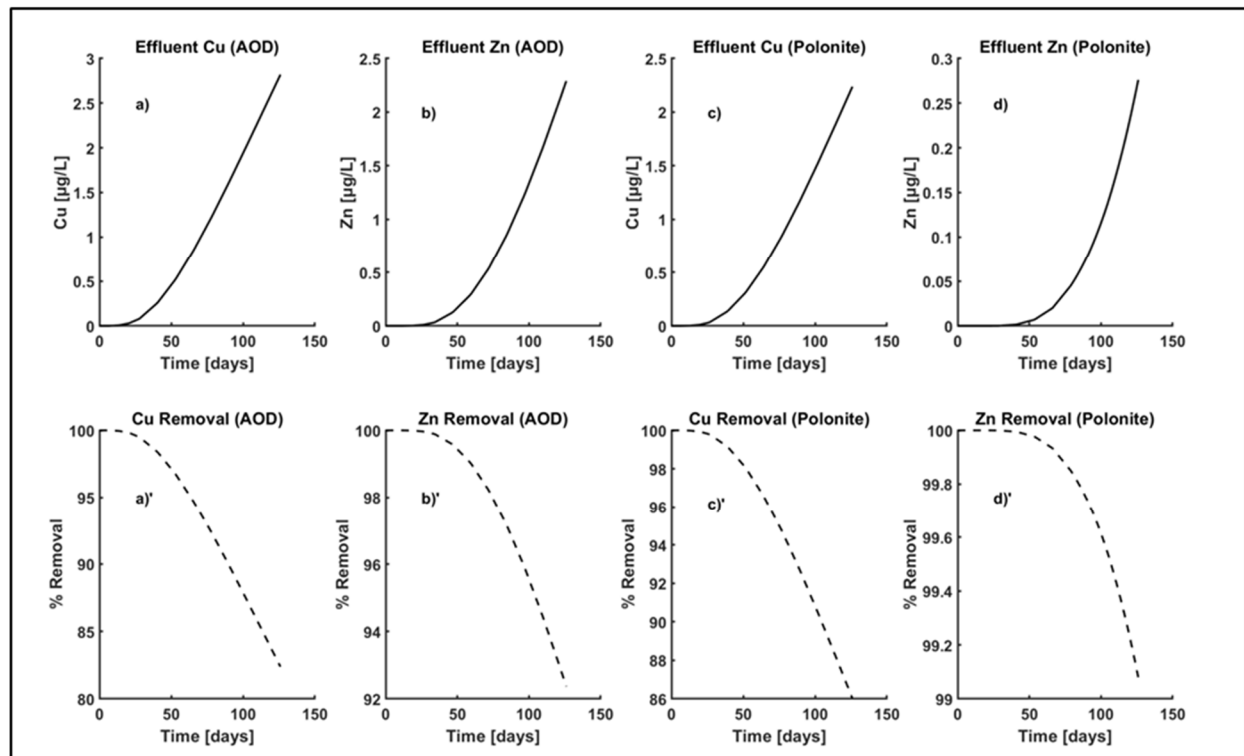 Effluent Cu (AOD)
3
2.5
2
1.5
1
0.5
0
a)
Cu [µg/L]
0 50 100 150
Time [days]
Effluent Zn (AOD)
2.5
2
1.5
1
0.5
0
b)
Zn [µg/L]
0 50 100 150
Time [days]
Effluent Cu (Polonite)
2.5
2
1.5
1
0.5
0
c)
Cu [µg/L]
0 50 100 150
Time [days]
Effluent Zn (Polonite)
0.3
0.25
0.2
0.15
0.1
0.05
0
d)
Zn [µg/L]
0 50 100 150
Time [days]
Cu Removal (AOD)
100
95
90
85
80
a)'
% Removal
0 50 100 150
Time [days]
Zn Removal (AOD)
100
98
96
94
92
b)'
% Removal
0 50 100 150
Time [days]
Cu Removal (Polonite)
100
98
96
94
92
90
88
86
c)'
% Removal
0 50 100 150
Time [days]
Zn Removal (Polonite)
100
99.8
99.6
99.4
99.2
99
d)'
% Removal
0 50 100 150
Time [days]